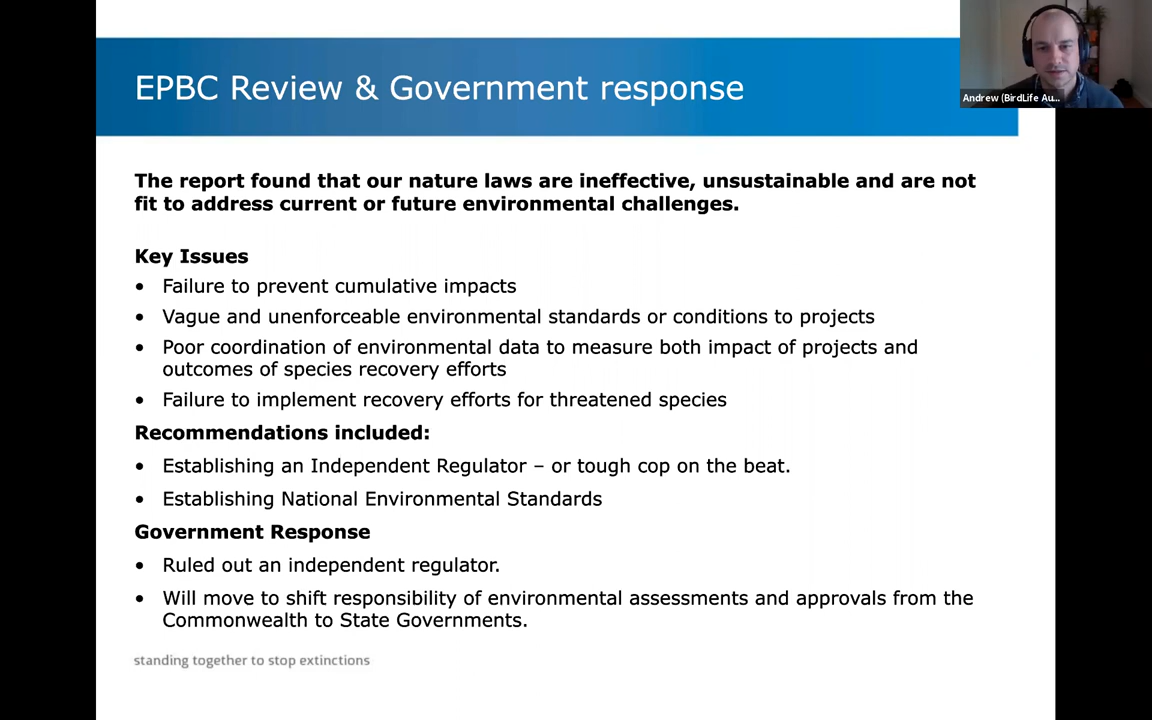 EPBC Review & Government response
Andrew (BirdLife Au...
The report found that our nature laws are ineffective, unsustainable and are not
fit to address current or future environmental challenges.
Key Issues
• Failure to prevent cumulative impacts
• Vague and unenforceable environmental standards or conditions to projects
• Poor coordination of environmental data to measure both impact of projects and
outcomes of species recovery efforts
• Failure to implement recovery efforts for threatened species
Recommendations included:
• Establishing an Independent Regulator – or tough cop on the beat.
• Establishing National Environmental Standards
Government Response
• Ruled out an independent regulator.
• Will move to shift responsibility of environmental assessments and approvals from the
Commonwealth to State Governments.
standing together to stop extinctions